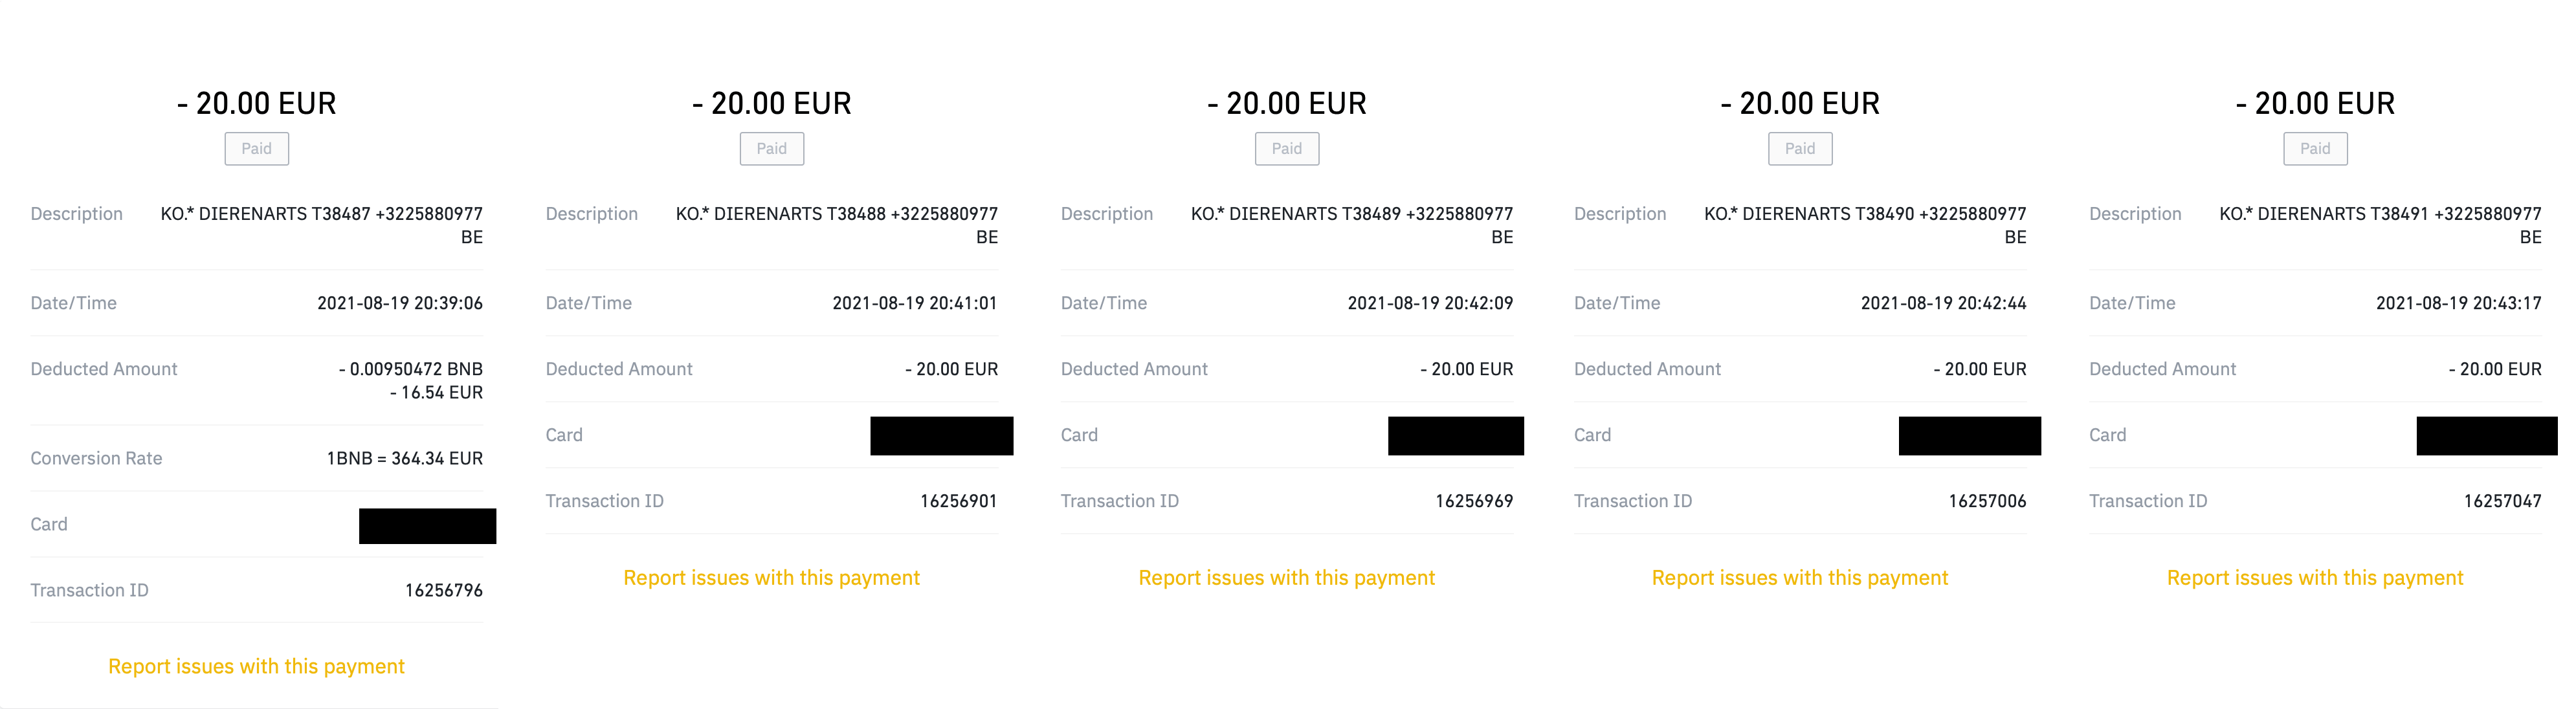 - 20.00 EUR
Paid
Description KO.* DIERENARTS T38487 +3225880977
BE
Date/Time 2021-08-19 20:39:06
Deducted Amount - 0.00950472 BNB
- 16.54 EUR
Conversion Rate 1BNB = 364.34 EUR
Card
Transaction ID 16256796
Report issues with this payment
- 20.00 EUR
Paid
Description KO.* DIERENARTS T38488 +3225880977
BE
Date/Time 2021-08-19 20:41:01
Deducted Amount - 20.00 EUR
Card
Transaction ID 16256901
Report issues with this payment
- 20.00 EUR
Paid
Description KO.* DIERENARTS T38489 +3225880977
BE
Date/Time 2021-08-19 20:42:09
Deducted Amount - 20.00 EUR
Card
Transaction ID 16256969
Report issues with this payment
- 20.00 EUR
Paid
Description KO.* DIERENARTS T38490 +3225880977
BE
Date/Time 2021-08-19 20:42:44
Deducted Amount - 20.00 EUR
Card
Transaction ID 16257006
Report issues with this payment
- 20.00 EUR
Paid
Description KO.* DIERENARTS T38491 +3225880977
BE
Date/Time 2021-08-19 20:43:17
Deducted Amount - 20.00 EUR
Card
Transaction ID 16257047
Report issues with this payment